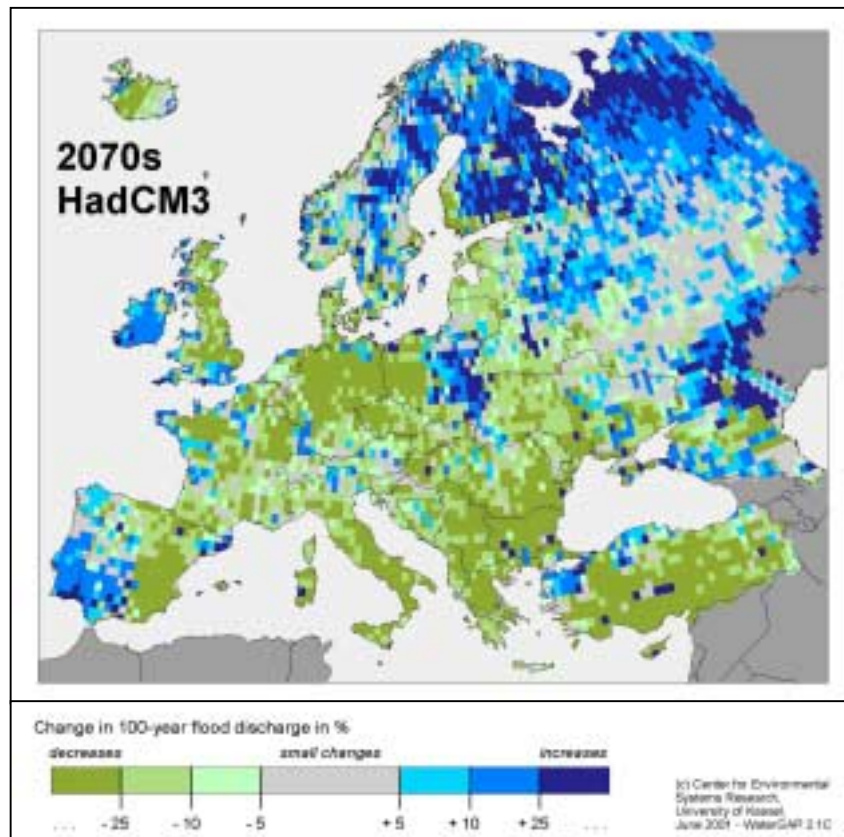 2070s
HadCM3
Change in 100-year flood discharge in %
decreases small changes increases
. . . - 25 - 10 - 5 + 5 + 10 + 25 . . .
(c) Center for Environmental
Systems Research,
University of Kassel,
June 2001 - WaterGAP 2.1C